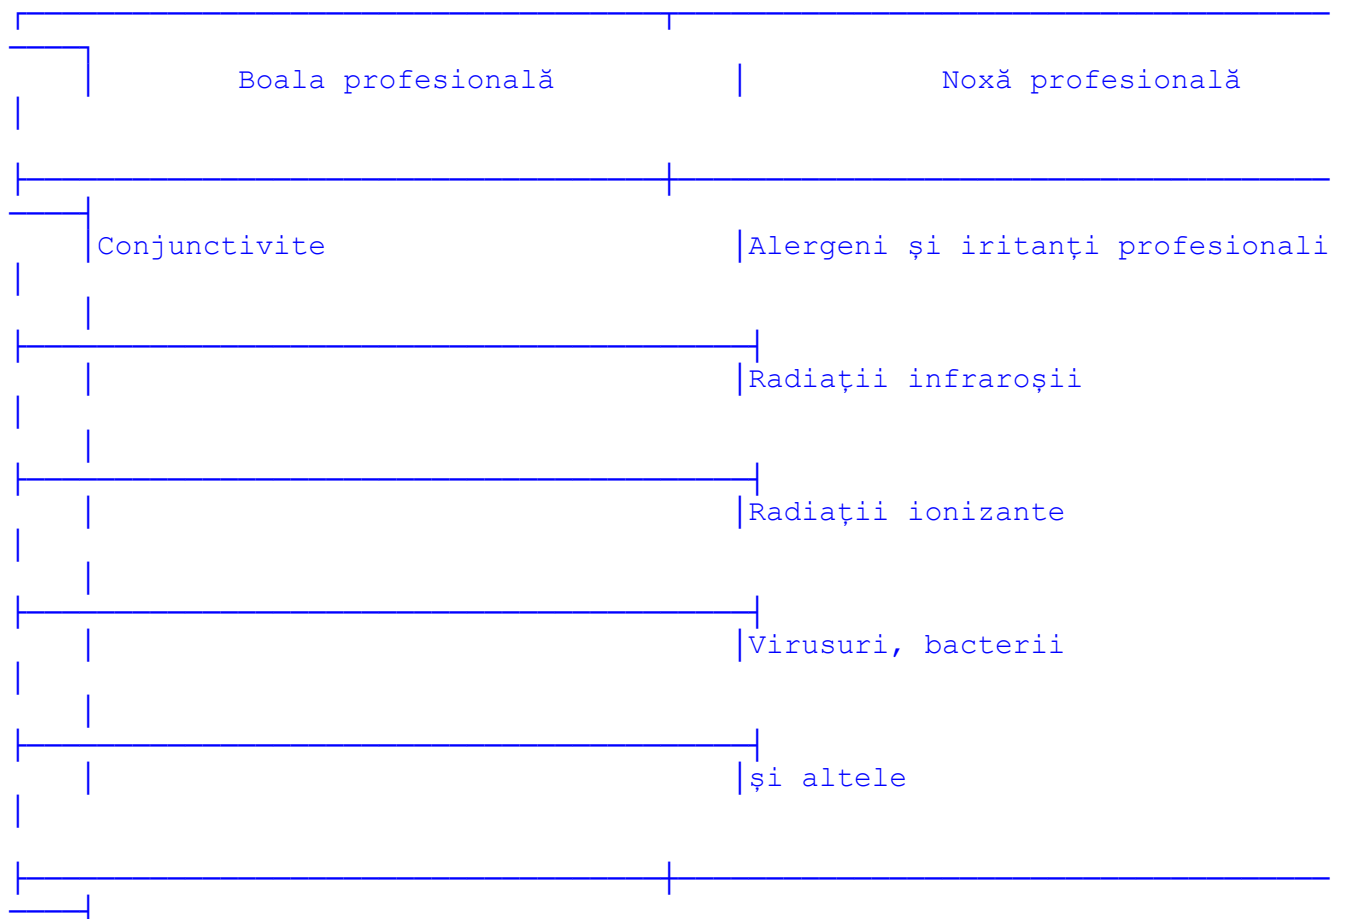 Boala profesională Noxă profesională
Conjunctivite Alergeni și iritanți profesionali
Radiații infraroșii
Radiații ionizante
Virusuri, bacterii
și altele